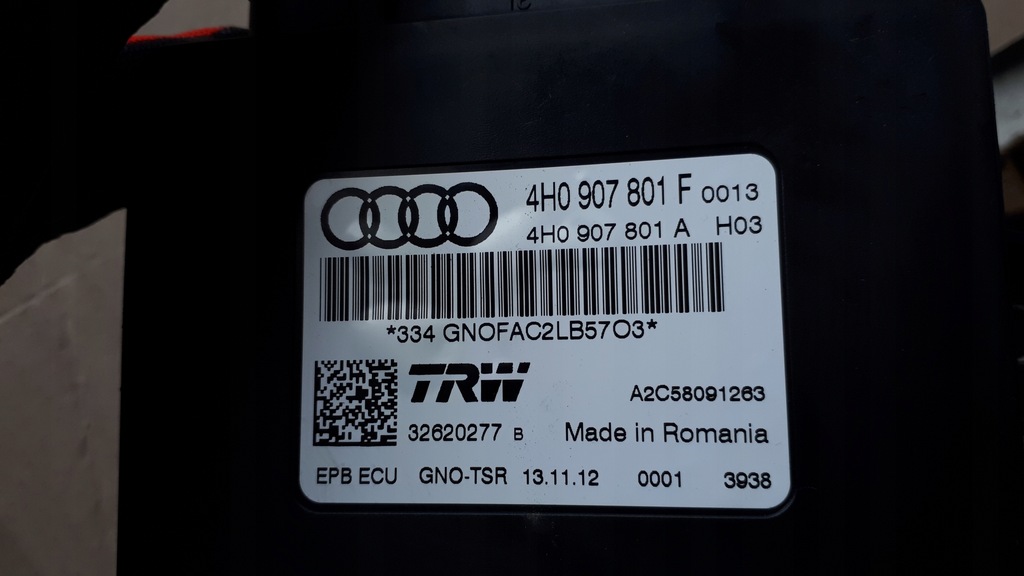 4H0 907 801 F 0013
4H0 907 801 A H03
*334 GNOFAC2LB57O3*
TRW A2C58091263
32620277 B Made in Romania
EPB ECU GNO-TSR 13.11.12 0001 3938